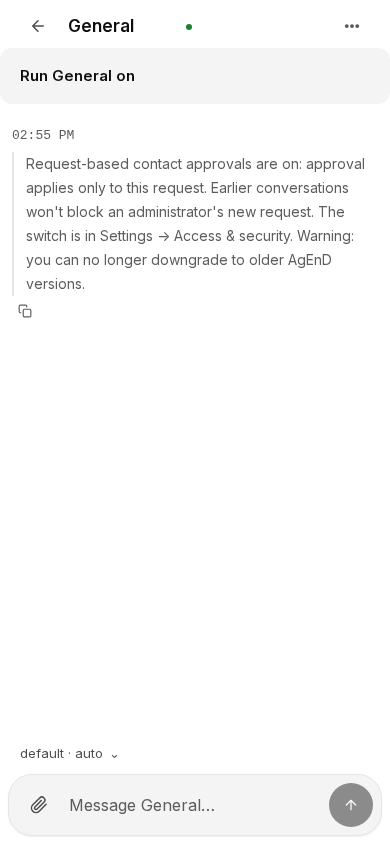 General
Run General on
02:55 PM
Request-based contact approvals are on: approval
applies only to this request. Earlier conversations
won't block an administrator's new request. The
switch is in Settings → Access & security. Warning:
you can no longer downgrade to older AgEnD
versions.
default · auto
Message General...